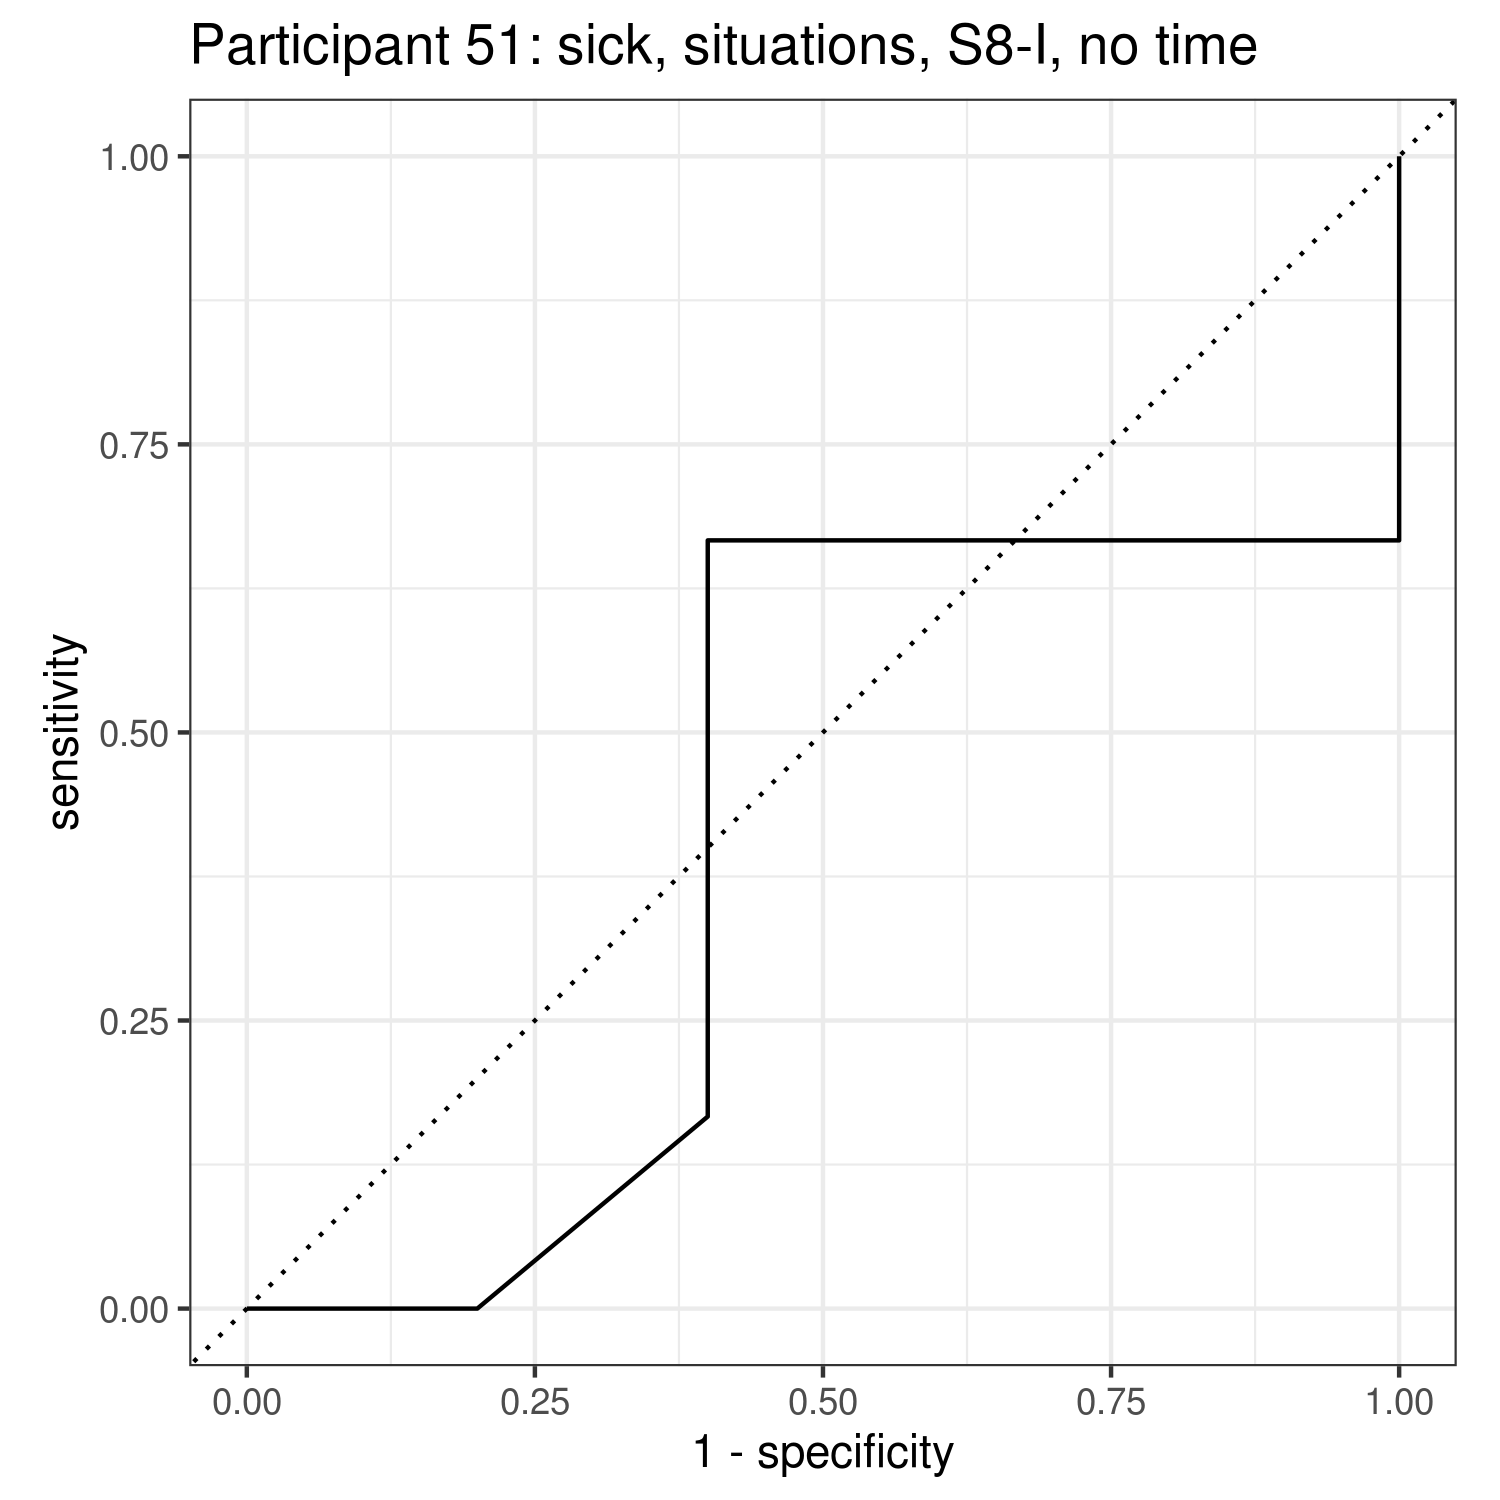 Participant 51: sick, situations, S8-I, no time
1.00
0.75
0.50
0.25
0.00
sensitivity
0.00 0.25 0.50 0.75 1.00
1 - specificity